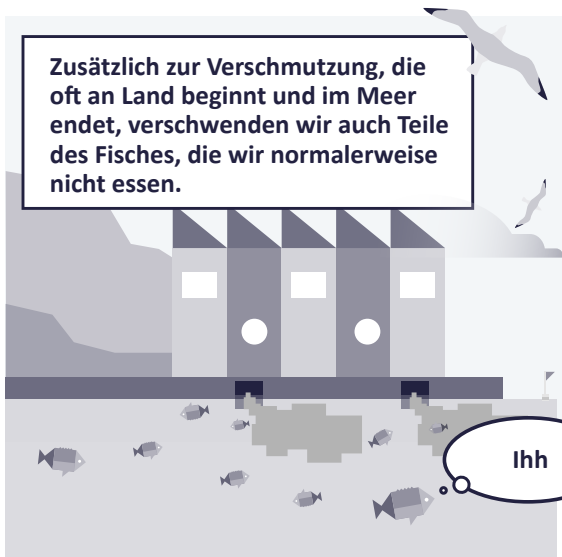 Zusätzlich zur Verschmutzung, die
oft an Land beginnt und im Meer
endet, verschwenden wir auch Teile
des Fisches, die wir normalerweise
nicht essen.
Ihh